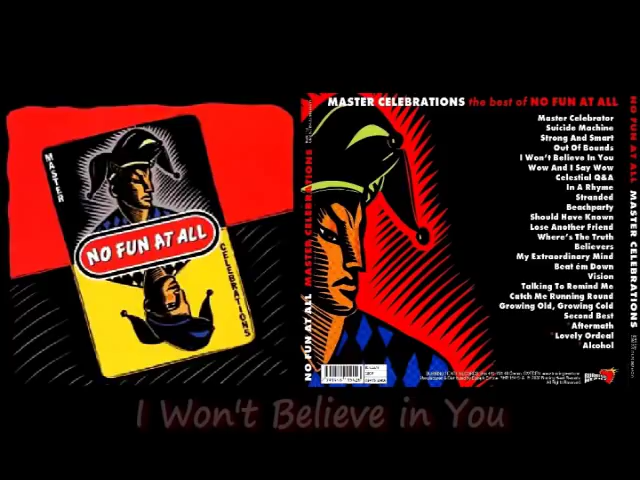 MASTER
NO FUN AT ALL
CELEBRATIONS
MASTER CELEBRATIONS the best of NO FUN AT ALL
Master Celebrator
Suicide Machine
Strong And Smart
Out Of Bounds
I Won't Believe In You
Wow And I Say Wow
Celestial Q&A
In A Rhyme
Stranded
Beachparty
Should Have Known
Lose Another Friend
Where's The Truth
Believers
My Extraordinary Mind
Beat ém Down
Vision
Talking To Remind Me
Catch Me Running Round
Growing Old, Growing Cold
Second Best
*Aftermath
*Lovely Ordeal
*Alcohol
NO FUN AT ALL MASTER CELEBRATIONS
NO FUN AT ALL MASTER CELEBRATIONS
I Won't Believe in You